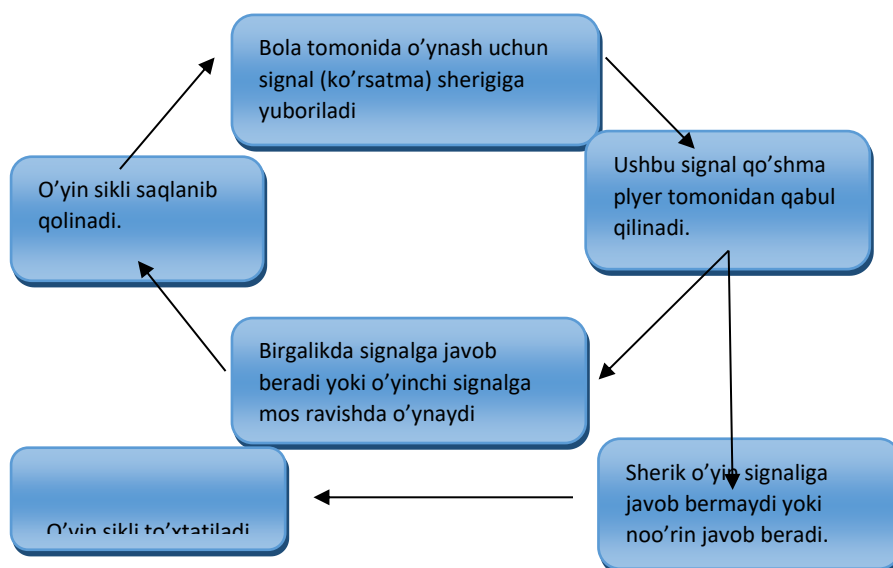 Bola tomonida o’ynash uchun
signal (ko’rsatma) sherigiga
yuboriladi
Ushbu signal qo’shma
plyer tomonidan qabul
qilinadi.
O’yin sikli saqlanib
qolinadi.
Birgalikda signalga javob
beradi yoki o’yinchi signalga
mos ravishda o’ynaydi
Sherik o’yin signaliga
javob bermaydi yoki
noo’rin javob beradi.
O’yin sikli to’xtatiladi